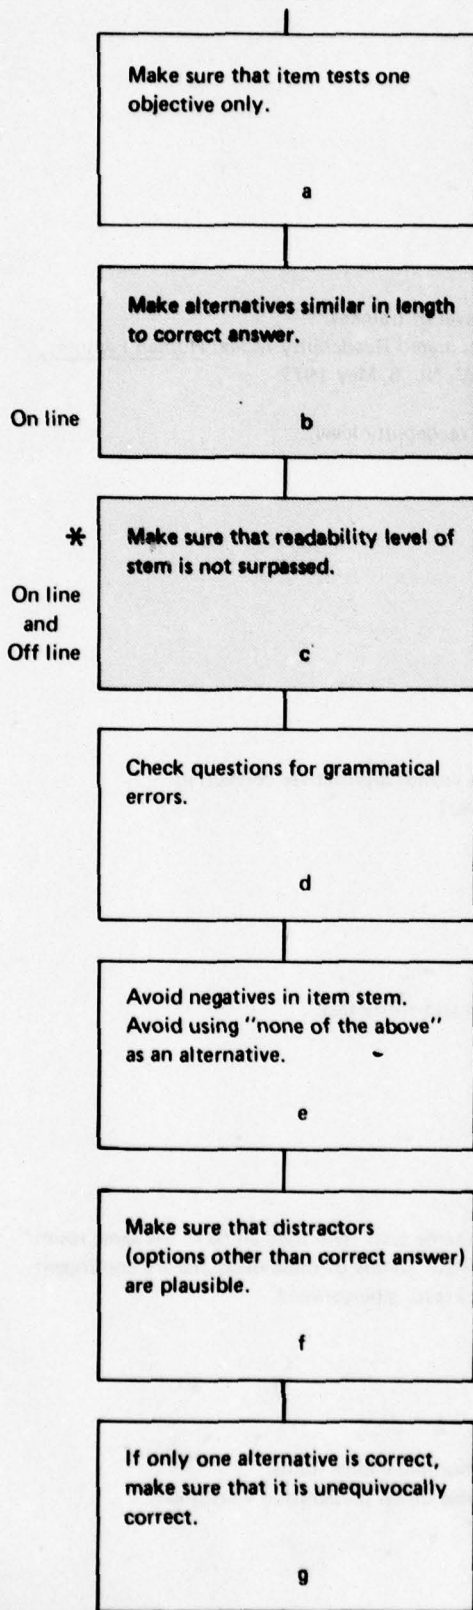 Make sure that item tests one
objective only.
a
Make alternatives similar in length
to correct answer.
On line
b
*
Make sure that readability level of
stem is not surpassed.
On line
and
Off line
c
Check questions for grammatical
errors.
d
Avoid negatives in item stem.
Avoid using "none of the above"
as an alternative.
e
Make sure that distractors
(options other than correct answer)
are plausible.
f
If only one alternative is correct,
make sure that it is unequivocally
correct.
g